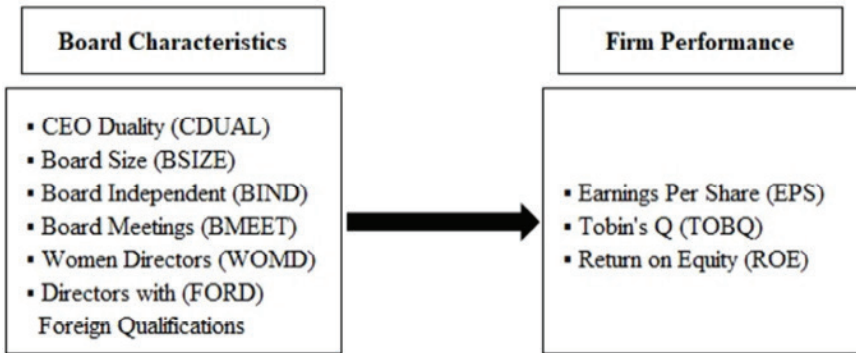 Board Characteristics
▪ CEO Duality (CDUAL)
▪ Board Size (BSIZE)
▪ Board Independent (BIND)
▪ Board Meetings (BMEET)
▪ Women Directors (WOMD)
▪ Directors with (FORD)
Foreign Qualifications
Firm Performance
▪ Earnings Per Share (EPS)
▪ Tobin's Q (TOBQ)
▪ Return on Equity (ROE)